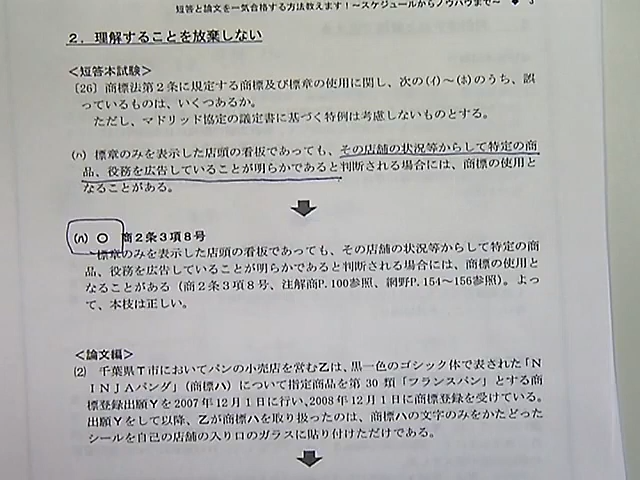 短答と論文を一気合格する方法教えます！～スケジュールからノウハウまで～ ◆ 3
２．理解することを放棄しない
＜短答本試験＞
〔26〕商標法第２条に規定する商標及び標章の使用に関し、次の(ｲ)～(ﾎ)のうち、誤
っているものは、いくつあるか。
ただし、マドリッド協定の議定書に基づく特例は考慮しないものとする。
(ﾊ) 標章のみを表示した店頭の看板であっても、その店舗の状況等からして特定の商
品、役務を広告していることが明らかであると判断される場合には、商標の使用と
なることがある。
(ﾊ) ○ 商２条３項８号
標章のみを表示した店頭の看板であっても、その店舗の状況等からして特定の商
品、役務を広告していることが明らかであると判断される場合には、商標の使用と
なることがある（商２条３項８号、注解商P.100参照、網野P.154～156参照）。よっ
て、本枝は正しい。
＜論文編＞
(2) 千葉県Ｔ市においてパンの小売店を営む乙は、黒一色のゴシック体で表された「Ｎ
ＩＮＪＡパンダ」（商標ハ）について指定商品を第 30 類「フランスパン」とする商
標登録出願Ｙを2007年12月１日に行い、2008年12月１日に商標登録を受けている。
出願Ｙをして以降、乙が商標ハを取り扱ったのは、商標ハの文字のみをかたどった
シールを自己の店舗の入り口のガラスに貼り付けただけである。